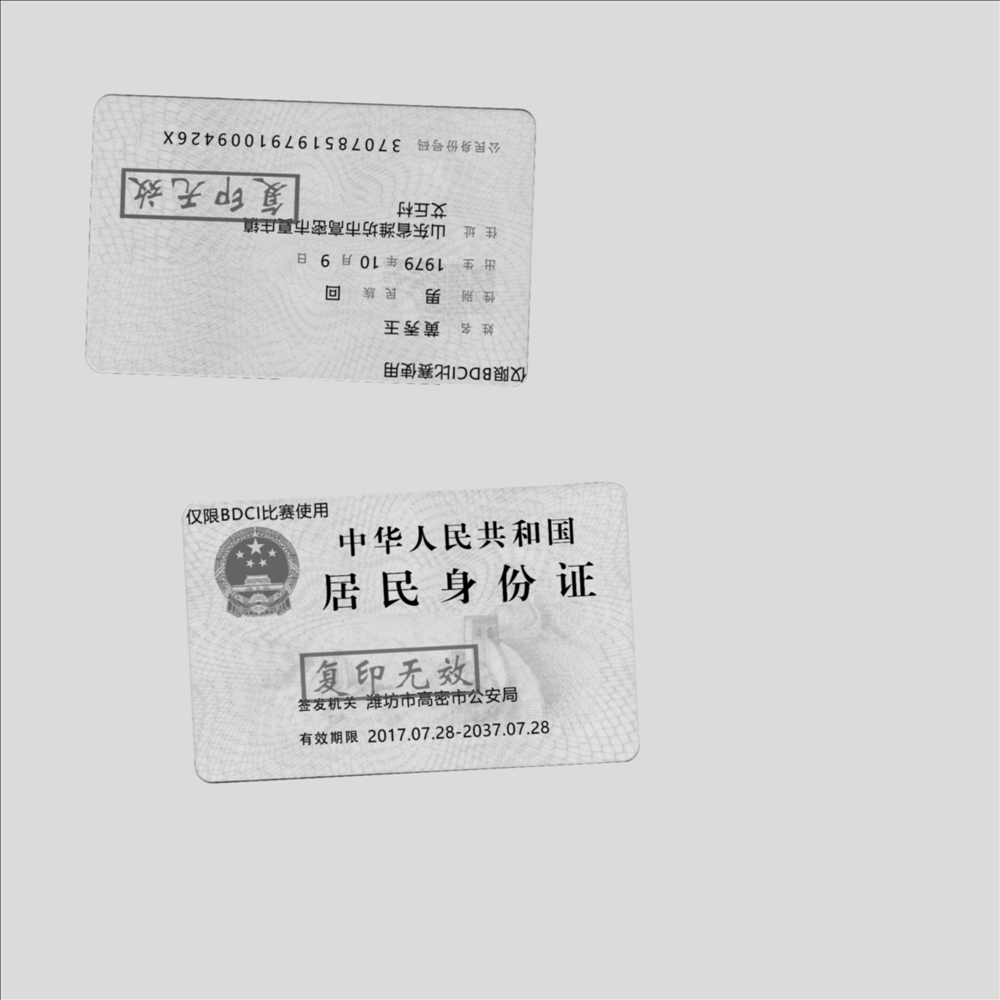 仅限BDCI比赛使用
姓名 黄秀玉
性别 男 民族 回
出生 1979 年 10 月 9 日
住址 山东省潍坊市高密市夏庄镇
艾丘村
复印无效
公民身份号码 37078519791009426X
仅限BDCI比赛使用
中华人民共和国
居民身份证
复印无效
签发机关 潍坊市高密市公安局
有效期限 2017.07.28-2037.07.28